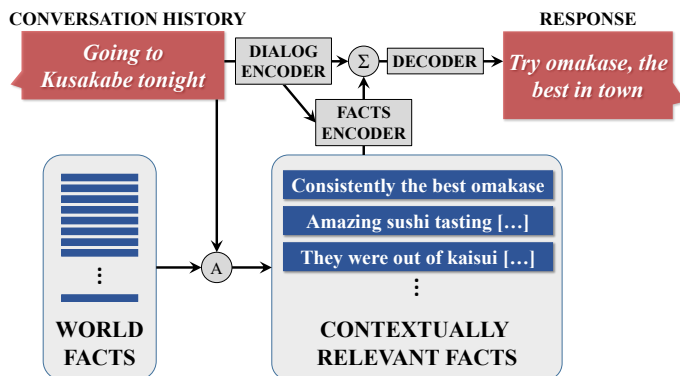 CONVERSATION HISTORY
Going to
Kusakabe tonight
DIALOG
ENCODER
Σ
DECODER
RESPONSE
Try omakase, the
best in town
FACTS
ENCODER
Consistently the best omakase
Amazing sushi tasting […]
They were out of kaisui […]
⋮
⋮
A
WORLD
FACTS
CONTEXTUALLY
RELEVANT FACTS